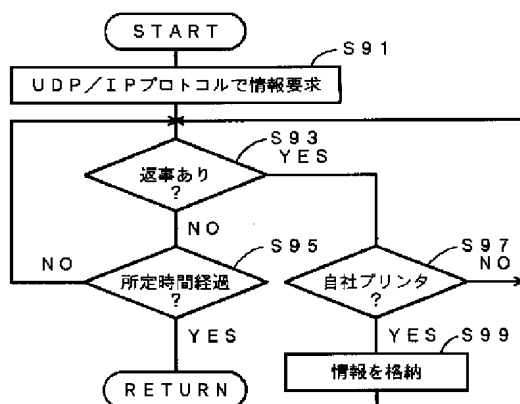 START
S91
UDP/IPプロトコルで情報要求
S93
返事あり
?
YES
NO
S95
所定時間経過
?
NO
YES
RETURN
S97
自社プリンタ
?
NO
YES
S99
情報を格納